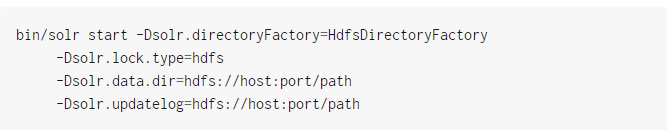 bin/solr start -Dsolr.directoryFactory=HdfsDirectoryFactory
-Dsolr.lock.type=hdfs
-Dsolr.data.dir=hdfs://host:port/path
-Dsolr.updatelog=hdfs://host:port/path